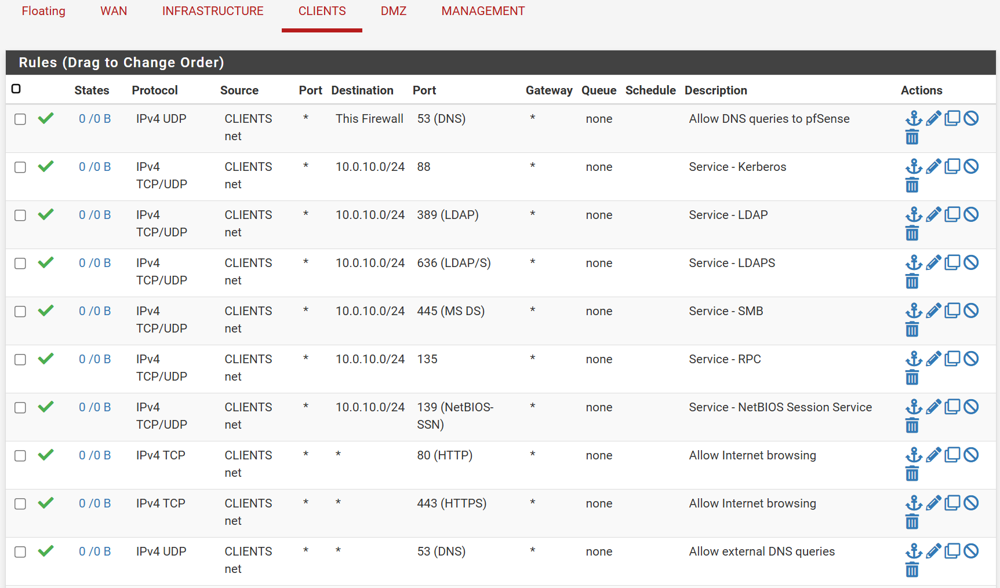 Floating WAN INFRASTRUCTURE CLIENTS DMZ MANAGEMENT
Rules (Drag to Change Order)
States Protocol Source Port Destination Port Gateway Queue Schedule Description Actions
0 /0 B IPv4 UDP CLIENTS * This Firewall 53 (DNS) * none Allow DNS queries to pfSense
net
0 /0 B IPv4 CLIENTS * 10.0.10.0/24 88 * none Service - Kerberos
TCP/UDP net
0 /0 B IPv4 CLIENTS * 10.0.10.0/24 389 (LDAP) * none Service - LDAP
TCP/UDP net
0 /0 B IPv4 CLIENTS * 10.0.10.0/24 636 (LDAP/S) * none Service - LDAPS
TCP/UDP net
0 /0 B IPv4 CLIENTS * 10.0.10.0/24 445 (MS DS) * none Service - SMB
TCP/UDP net
0 /0 B IPv4 CLIENTS * 10.0.10.0/24 135 * none Service - RPC
TCP/UDP net
0 /0 B IPv4 CLIENTS * 10.0.10.0/24 139 (NetBIOS- * none Service - NetBIOS Session Service
TCP/UDP net SSN)
0 /0 B IPv4 TCP CLIENTS * * 80 (HTTP) * none Allow Internet browsing
net
0 /0 B IPv4 TCP CLIENTS * * 443 (HTTPS) * none Allow Internet browsing
net
0 /0 B IPv4 UDP CLIENTS * * 53 (DNS) * none Allow external DNS queries
net